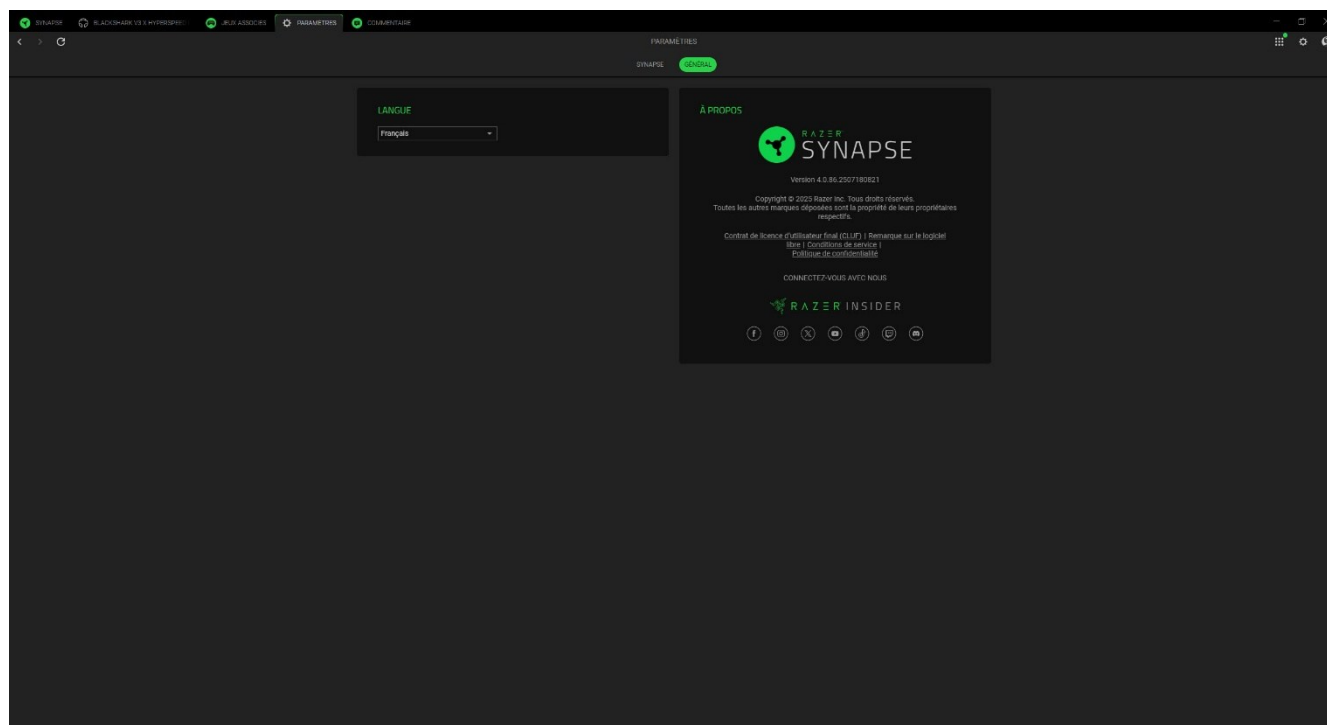 SYNAPSE
BLACKSHARK V3 X HYPERSPEED
JEUX ASSOCIÉS
PARAMÈTRES
COMMENTAIRE
PARAMÈTRES
SYNAPSE
GÉNÉRAL
LANGUE
Français
À PROPOS
RAZER
SYNAPSE
Version 4.0.86.2507180821
Copyright © 2025 Razer Inc. Tous droits réservés.
Toutes les autres marques déposées sont la propriété de leurs propriétaires
respectifs.
Contrat de licence d'utilisateur final (CLUF) | Remarque sur le logiciel
libre | Conditions de service |
Politique de confidentialité
CONNECTEZ-VOUS AVEC NOUS
RAZER INSIDER